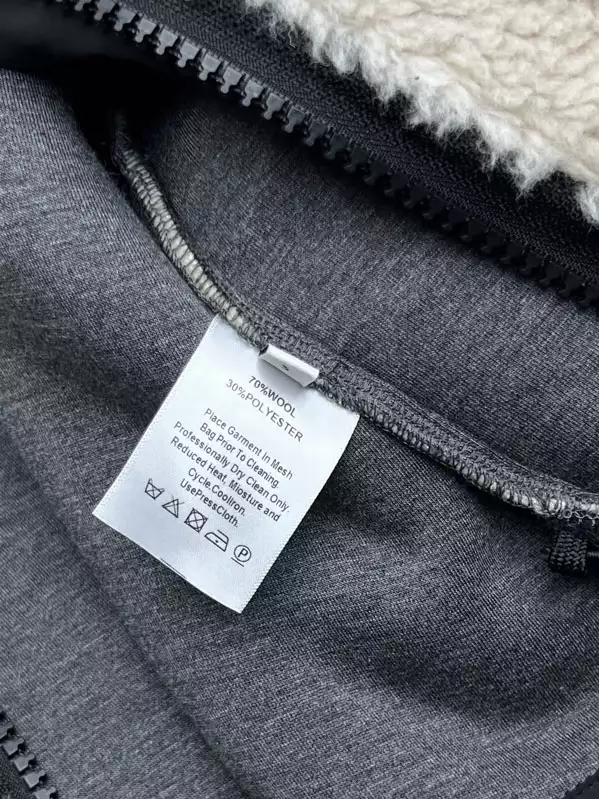 S
70%WOOL
30%POLYESTER
Place Garment in Mesh
Bag Prior To Cleaning.
Professionally Dry Clean Only.
Reduced Heat, Miosture and
Cycle.CoolIron.
UsePressCloth.
P